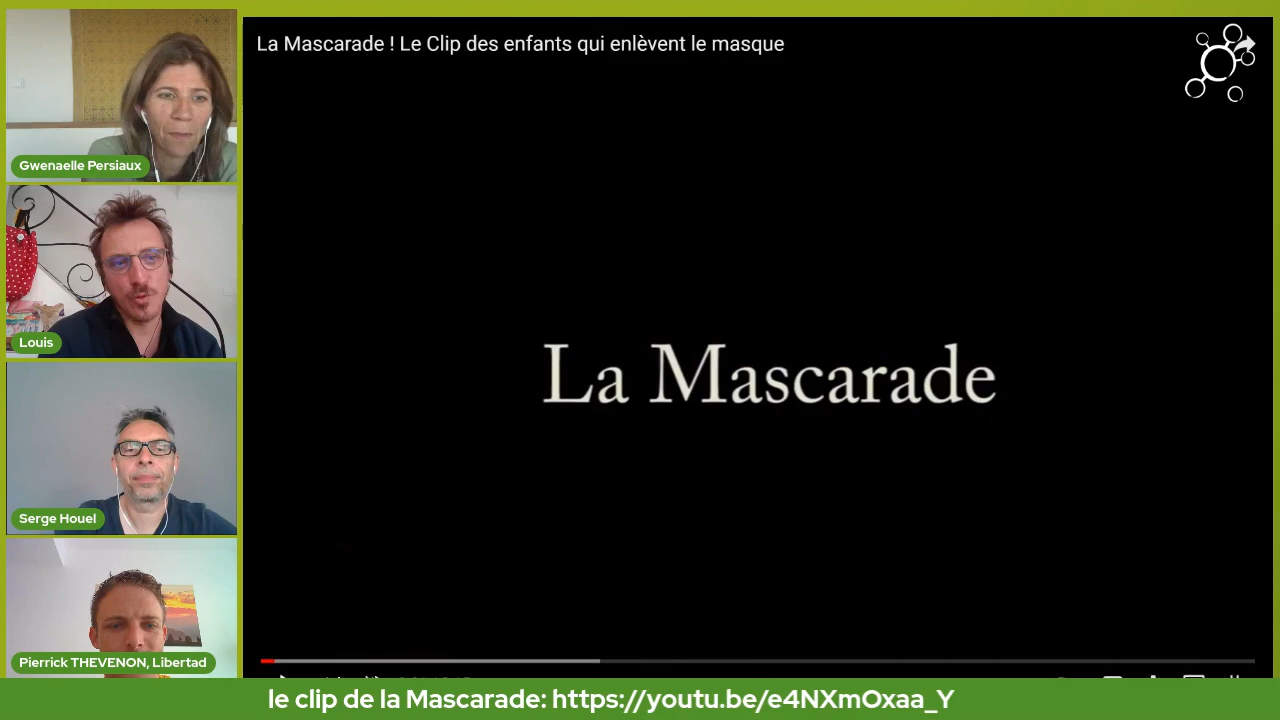 La Mascarade ! Le Clip des enfants qui enlèvent le masque
Gwenaelle Persiaux
Louis
La Mascarade
Serge Houel
Pierrick THEVENON, Libertad
le clip de la Mascarade: https://youtu.be/e4NXmOxaa_Y